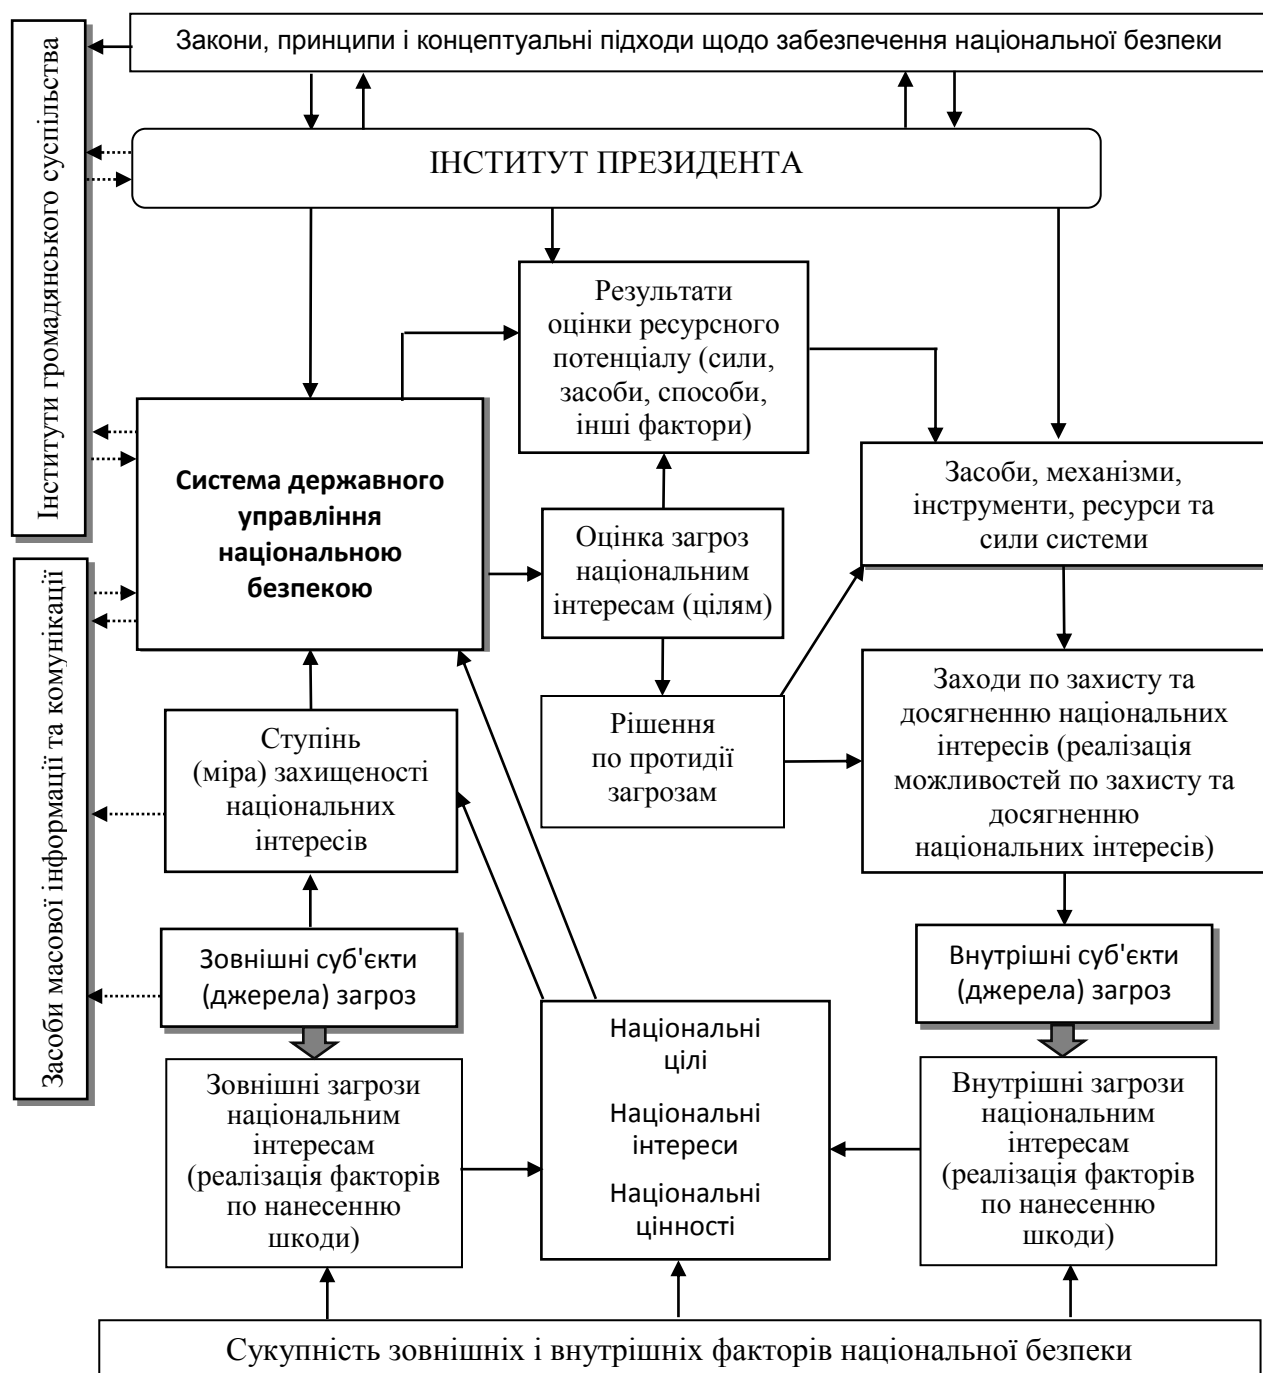 Закони, принципи і концептуальні підходи щодо забезпечення національної безпеки
Інститути громадянського суспільства
ІНСТИТУТ ПРЕЗИДЕНТА
Результати
оцінки ресурсного
потенціалу (сили,
засоби, способи,
інші фактори)
Система державного
управління
національною
безпекою
Засоби, механізми,
інструменти, ресурси та
сили системи
Оцінка загроз
національним
інтересам (цілям)
Засоби масової інформації та комунікації
Ступінь
(міра) захищеності
національних
інтересів
Рішення
по протидії
загрозам
Заходи по захисту та
досягненню національних
інтересів (реалізація
можливостей по захисту та
досягненню
національних інтересів)
Зовнішні суб'єкти
(джерела) загроз
Внутрішні суб'єкти
(джерела) загроз
Національні
цілі
Національні
інтереси
Національні
цінності
Зовнішні загрози
національним
інтересам
(реалізація факторів
по нанесенню
шкоди)
Внутрішні загрози
національним
інтересам
(реалізація факторів
по нанесенню
шкоди)
Сукупність зовнішніх і внутрішніх факторів національної безпеки